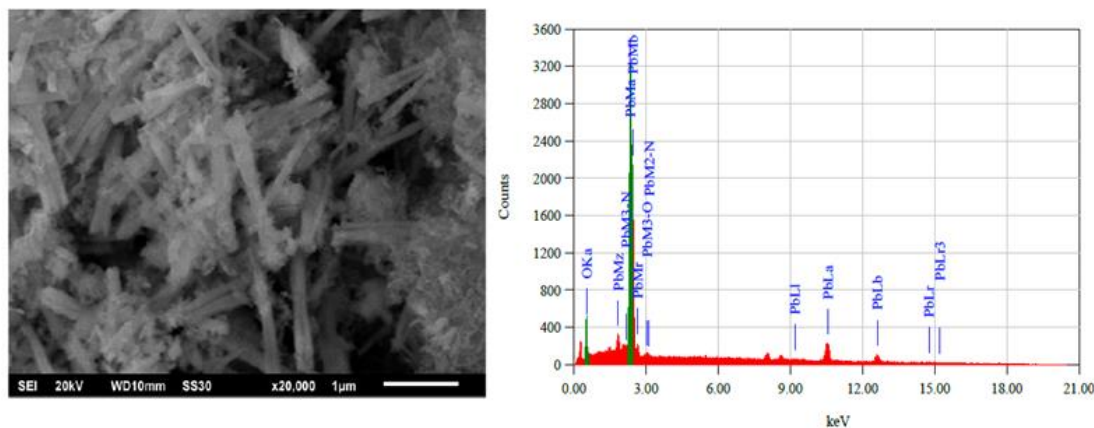 SEI 20kV WD10mm SS30 x20,000 1µm
Counts
3600
3200
2800
2400
2000
1600
1200
800
400
0
OKa
PbMz
PbM3-N
PbMa
PbMb
PbMr
PbM3-O
PbM2-N
PbLl
PbLa
PbLb
PbLr
PbLr3
0.00 3.00 6.00 9.00 12.00 15.00 18.00 21.00
keV